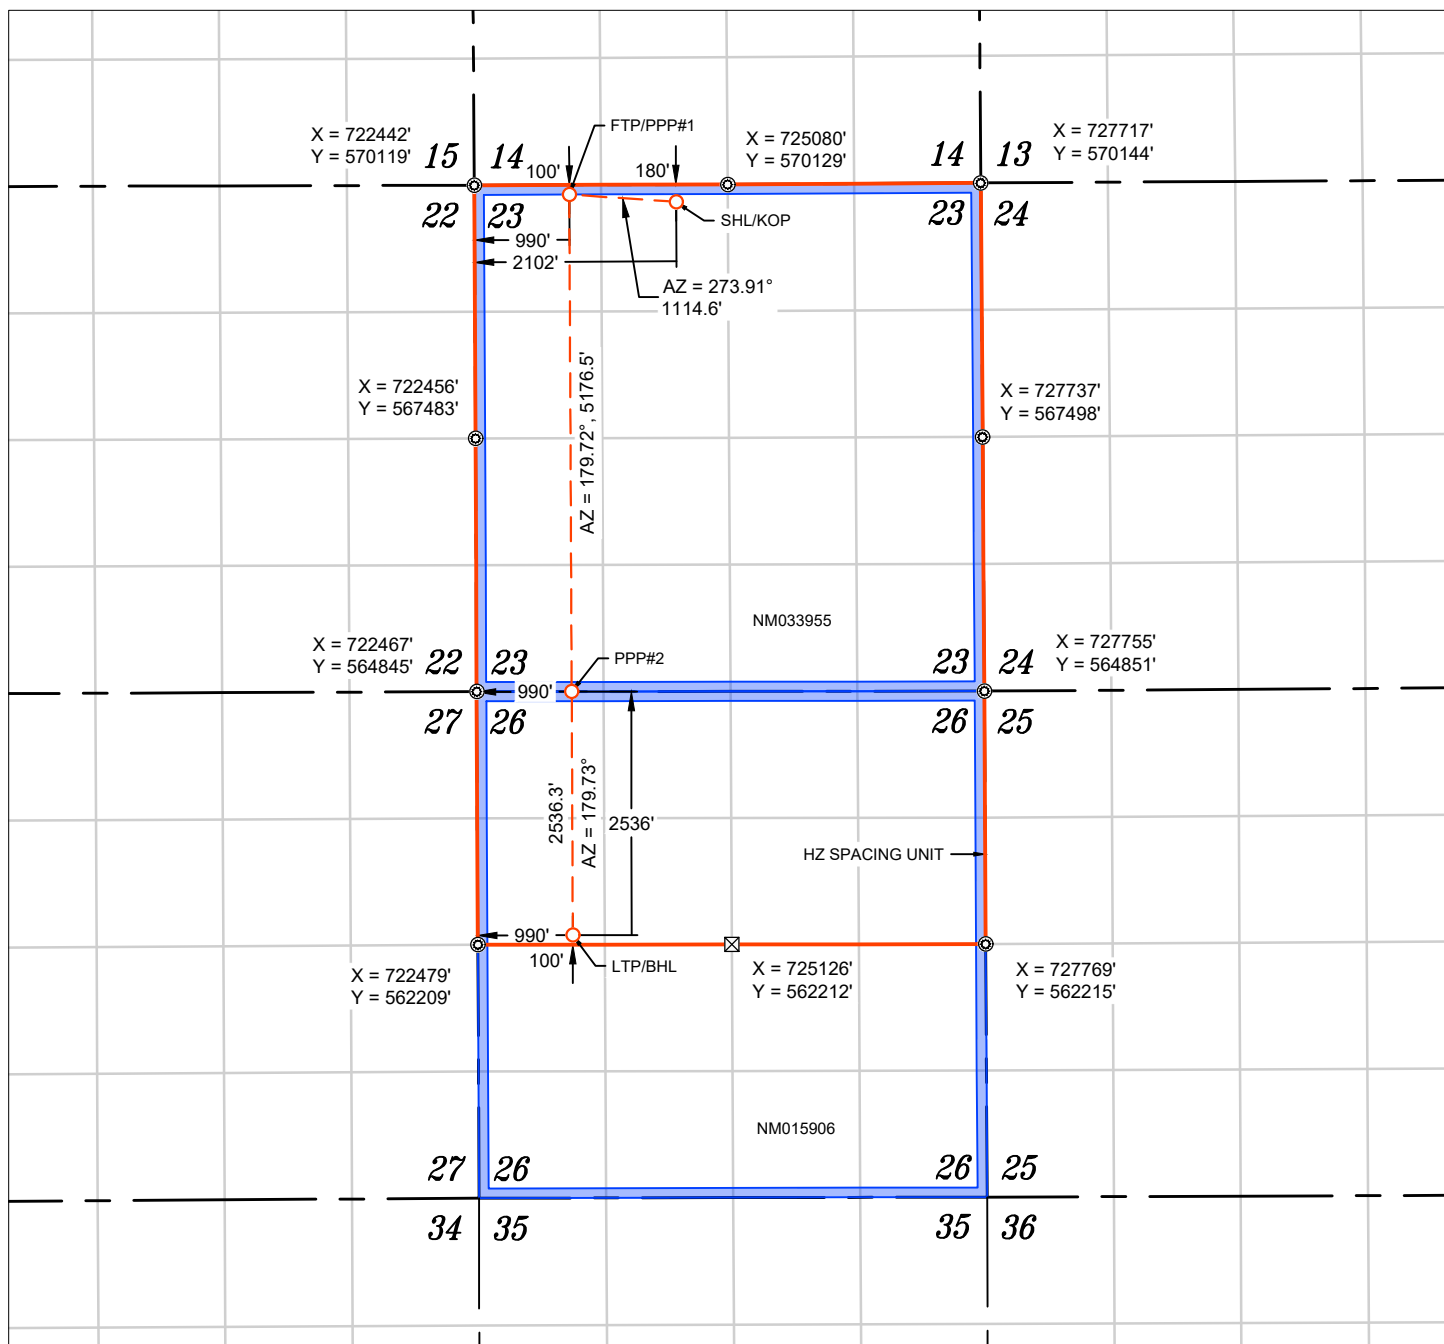 X = 722442'
Y = 570119'
15
14
FTP/PPP#1
100'
180'
X = 725080'
Y = 570129'
14
13
X = 727717'
Y = 570144'
22
23
SHL/KOP
23
24
990'
2102'
AZ = 273.91°
1114.6'
X = 722456'
Y = 567483'
AZ = 179.72°, 5176.5'
X = 727737'
Y = 567498'
NM033955
X = 722467'
Y = 564845'
22
23
PPP#2
23
24
X = 727755'
Y = 564851'
990'
27
26
26
25
2536.3'
AZ = 179.73°
2536'
HZ SPACING UNIT
990'
100'
LTP/BHL
X = 722479'
Y = 562209'
X = 725126'
Y = 562212'
X = 727769'
Y = 562215'
NM015906
27
26
26
25
34
35
35
36